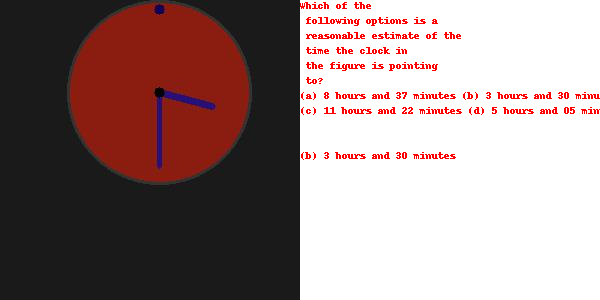 Which of the
following options is a
reasonable estimate of the
time the clock in
the figure is pointing
to?
(a) 8 hours and 37 minutes (b) 3 hours and 30 minu
(c) 11 hours and 22 minutes (d) 5 hours and 05 min
(b) 3 hours and 30 minutes